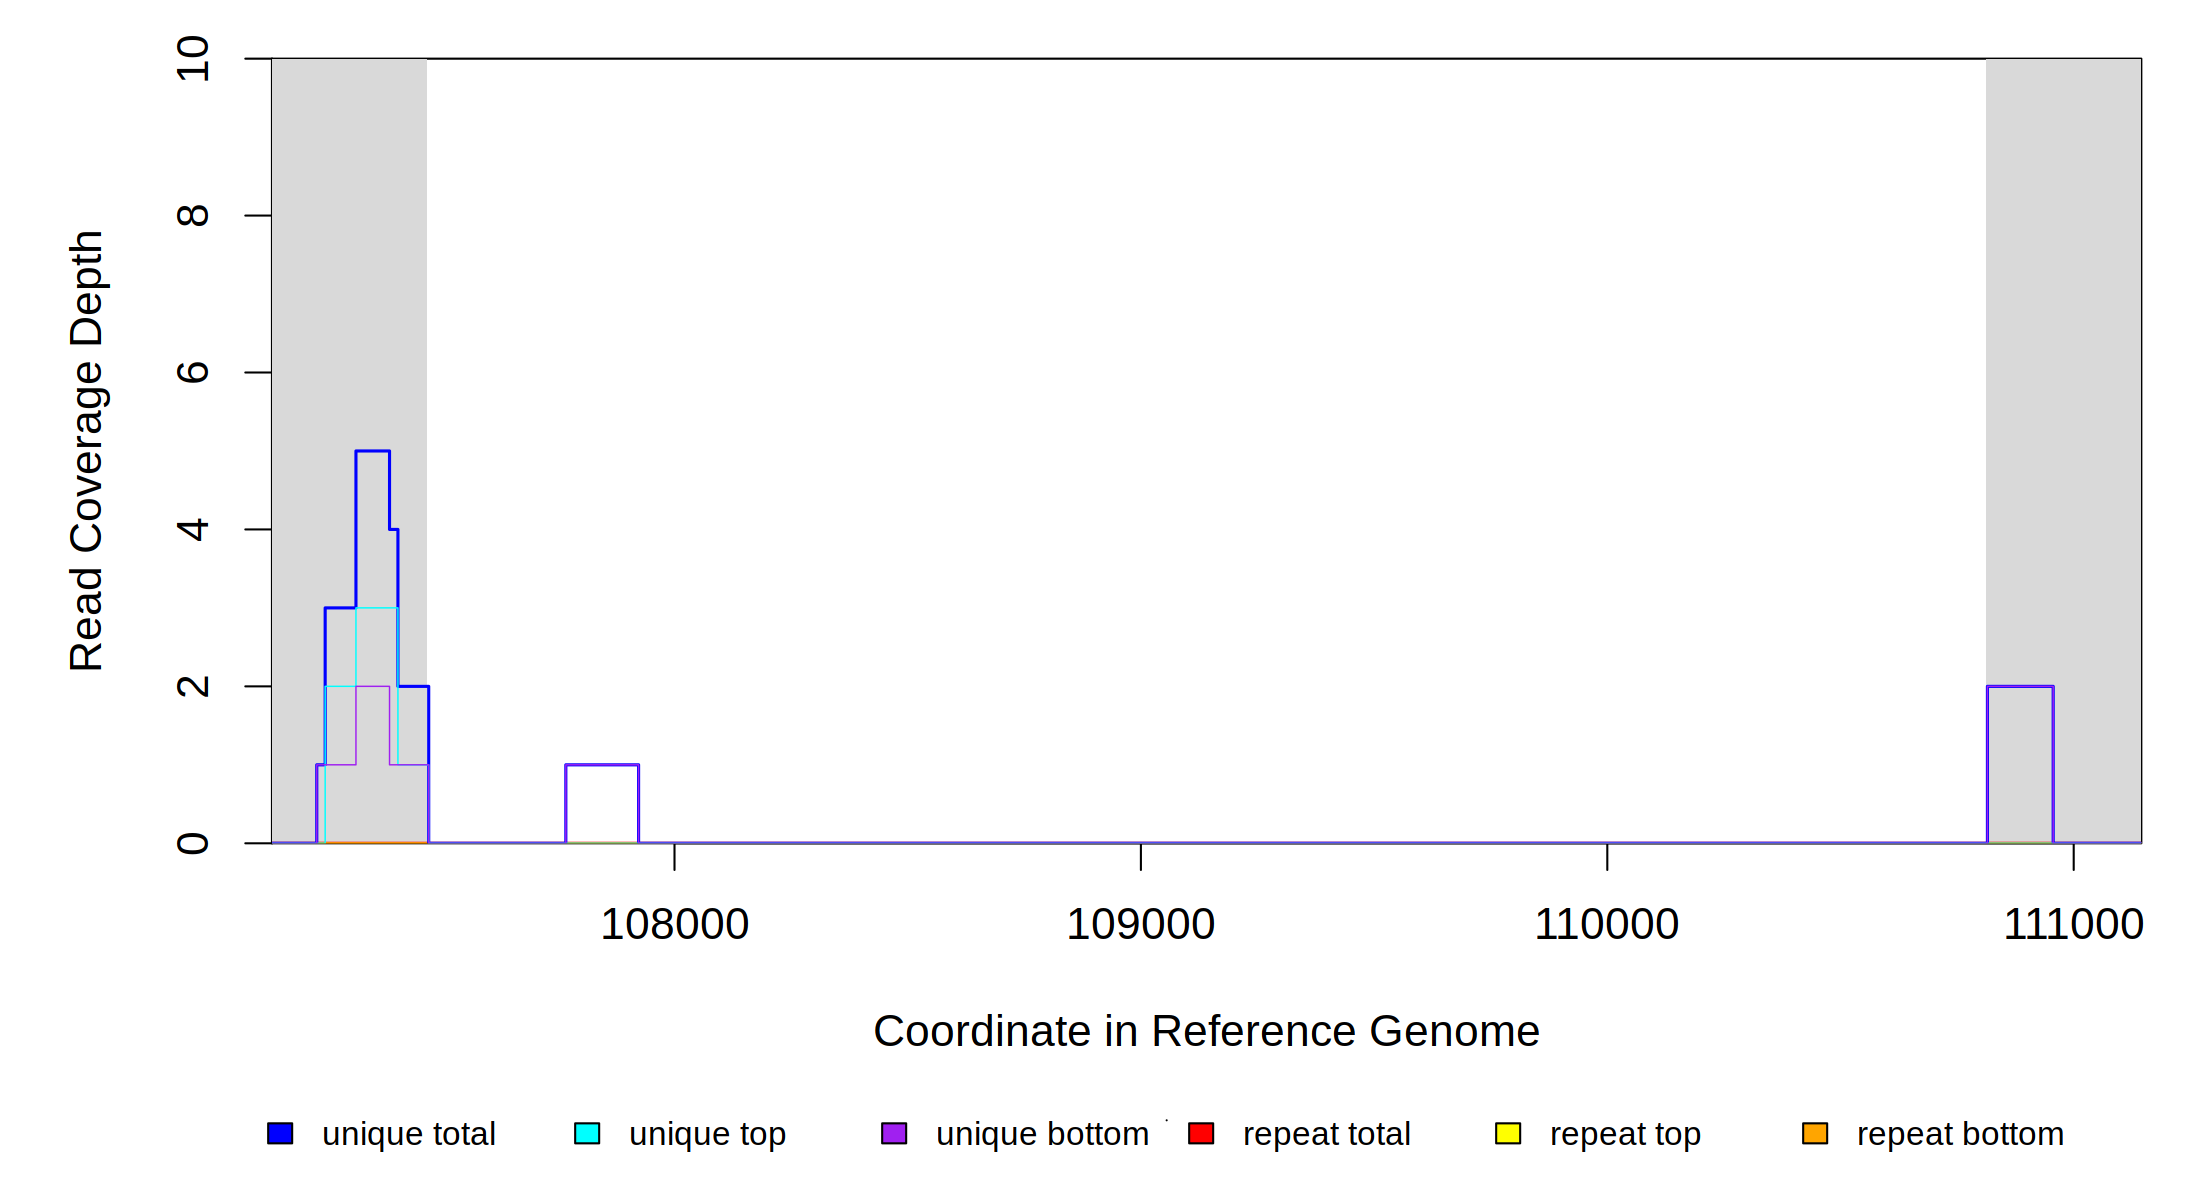 10
8
6
4
2
0
Read Coverage Depth
108000 109000 110000 111000
Coordinate in Reference Genome
unique total unique top unique bottom repeat total repeat top repeat bottom